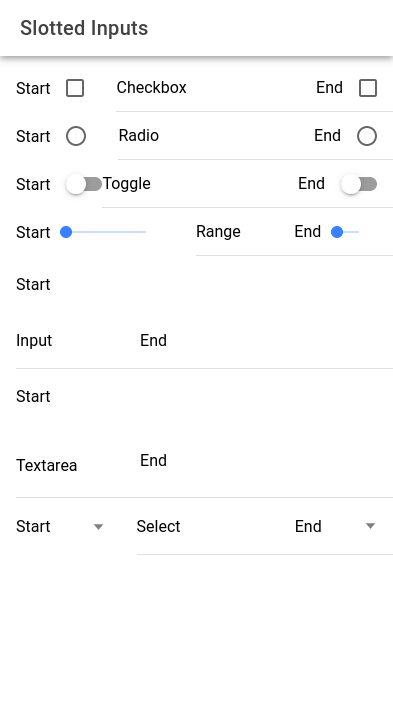 Slotted Inputs
Start Checkbox End
Start Radio End
Start Toggle End
Start Range End
Start
Input End
Start
Textarea End
Start Select End